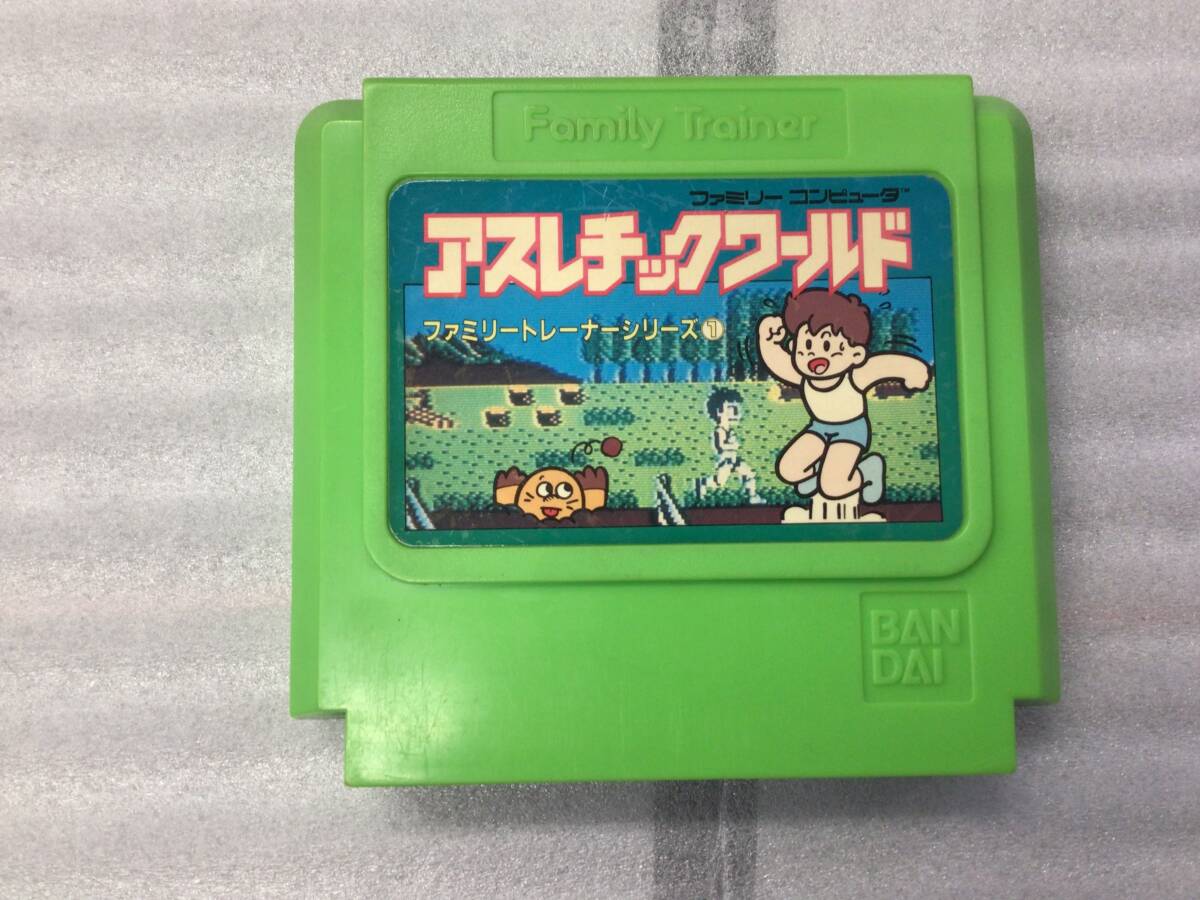 Family Trainer
ファミリー コンピュータ™
アスレチックワールド
ファミリートレーナーシリーズ①
BAN
DAI